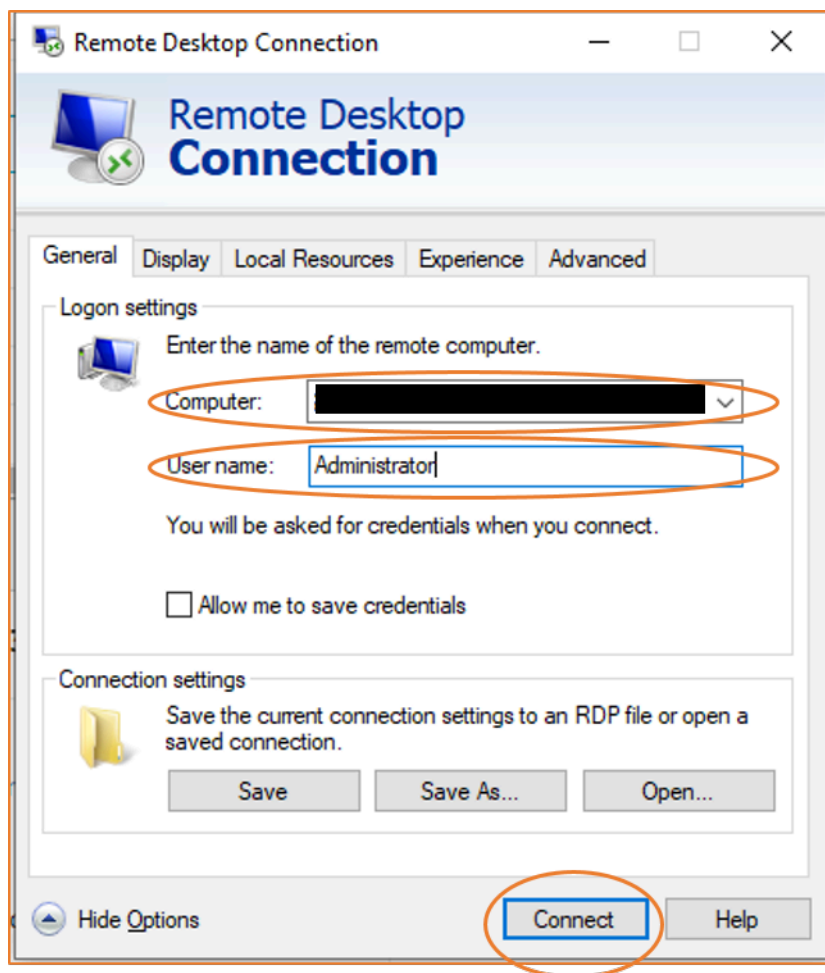 Remote Desktop Connection
Remote Desktop
Connection
General Display Local Resources Experience Advanced
Logon settings
Enter the name of the remote computer.
Computer:
User name: Administrator
You will be asked for credentials when you connect.
Allow me to save credentials
Connection settings
Save the current connection settings to an RDP file or open a
saved connection.
Save Save As... Open...
Hide Options Connect Help